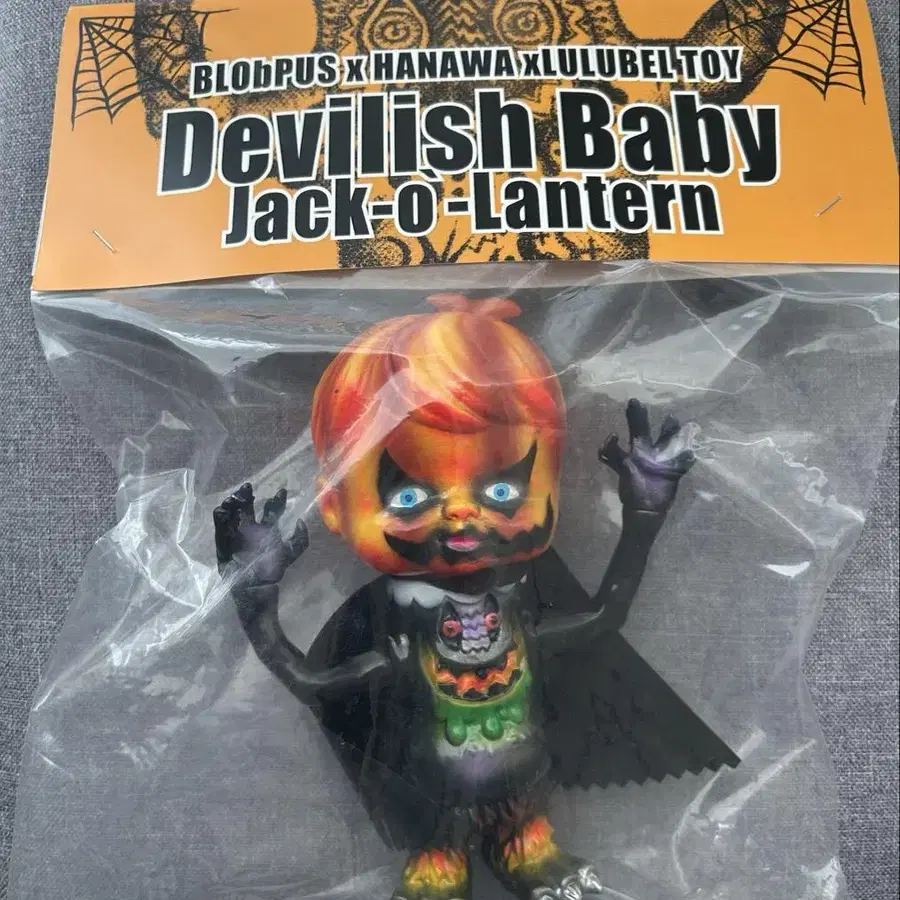 BLObPUS x HANAWA xLULUBEL TOY
Devilish Baby
Jack-o`-Lantern